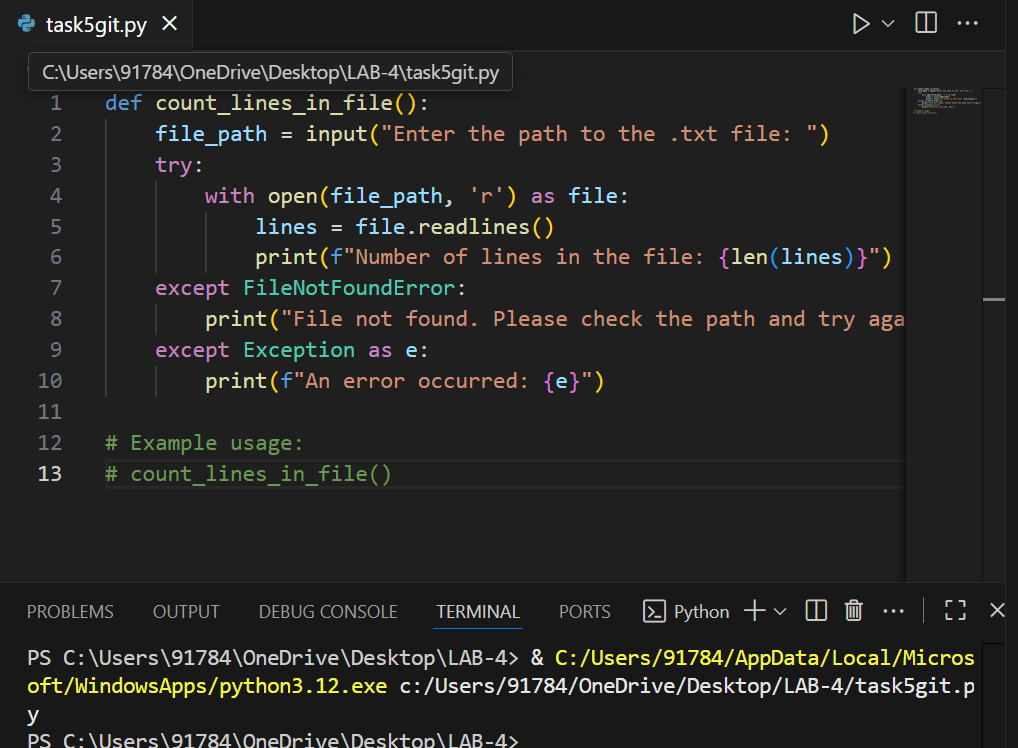 task5git.py
C:\Users\91784\OneDrive\Desktop\LAB-4\task5git.py
1 def count_lines_in_file():
2     file_path = input("Enter the path to the .txt file: ")
3     try:
4         with open(file_path, 'r') as file:
5             lines = file.readlines()
6             print(f"Number of lines in the file: {len(lines)}")
7     except FileNotFoundError:
8         print("File not found. Please check the path and try aga
9     except Exception as e:
10         print(f"An error occurred: {e}")
11
12 # Example usage:
13 # count_lines_in_file()
PROBLEMS OUTPUT DEBUG CONSOLE TERMINAL PORTS Python
PS C:\Users\91784\OneDrive\Desktop\LAB-4> & C:/Users/91784/AppData/Local/Micros
oft/WindowsApps/python3.12.exe c:/Users/91784/OneDrive/Desktop/LAB-4/task5git.p
y
PS C:\Users\91784\OneDrive\Desktop\LAB-4>